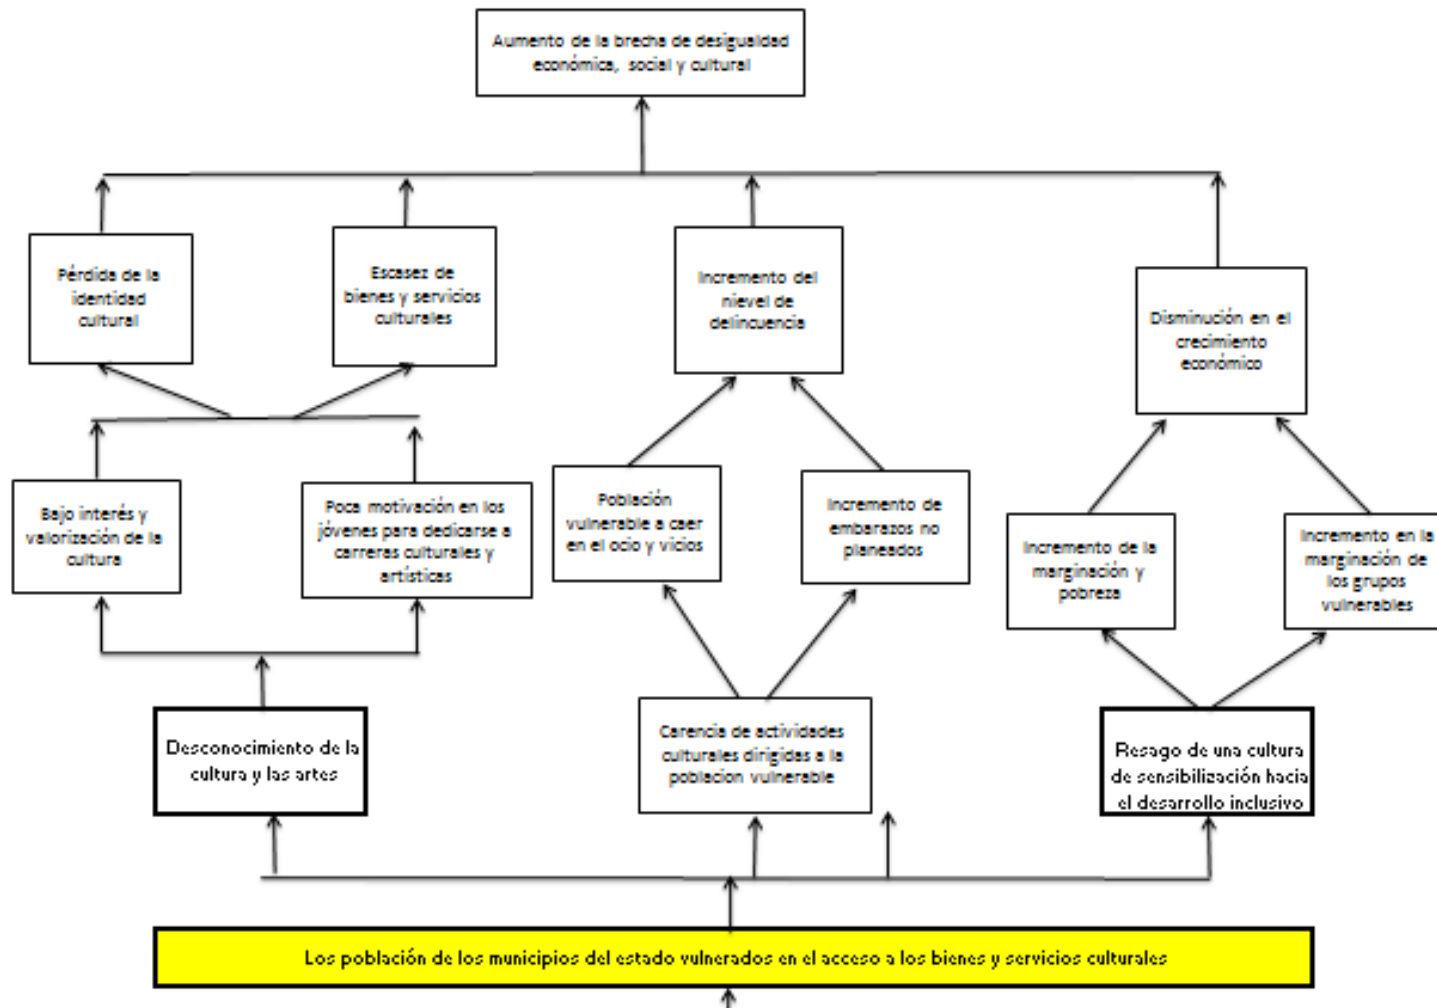 Aumento de la brecha de desigualdad
económica, social y cultural
Pérdida de la
identidad
cultural
Escasez de
bienes y servicios
culturales
Incremento del
nievel de
delincuencia
Disminución en el
crecimiento
económico
Bajo interés y
valorización de la
cultura
Poca motivación en los
jóvenes para dedicarse a
carreras culturales y
artísticas
Población
vulnerable a caer
en el ocio y vicios
Incremento de
embarazos no
planeados
Incremento de la
marginación y
pobreza
Incremento en la
marginación de
los grupos
vulnerables
Desconocimiento de la
cultura y las artes
Carencia de actividades
culturales dirigidas a la
poblacion vulnerable
Resago de una cultura
de sensibilización hacia
el desarrollo inclusivo
Los población de los municipios del estado vulnerados en el acceso a los bienes y servicios culturales